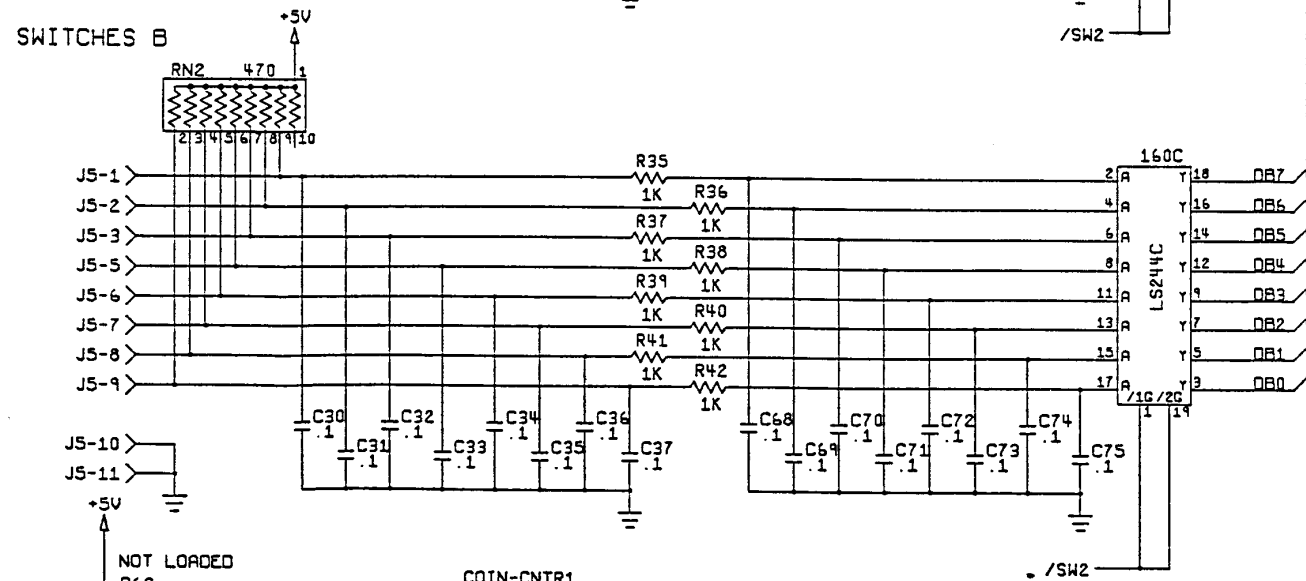 +5V
SWITCHES B
/SW2
RN2 470 1
2 3 4 5 6 7 8 9 10
J5-1
J5-2
J5-3
J5-5
J5-6
J5-7
J5-8
J5-9
R35
1K
R36
1K
R37
1K
R38
1K
R39
1K
R40
1K
R41
1K
R42
1K
160C
LS244C
2 A Y 18 DB7
4 A Y 16 DB6
6 A Y 14 DB5
8 A Y 12 DB4
11 A Y 9 DB3
13 A Y 7 DB2
15 A Y 5 DB1
17 A Y 3 DB0
/1G /2G
1 19
C30
.1
C31
.1
C32
.1
C33
.1
C34
.1
C35
.1
C36
.1
C37
.1
C68
.1
C69
.1
C70
.1
C71
.1
C72
.1
C73
.1
C74
.1
C75
.1
J5-10
J5-11
+5V
NOT LOADED
COIN-CNTR1
/SW2